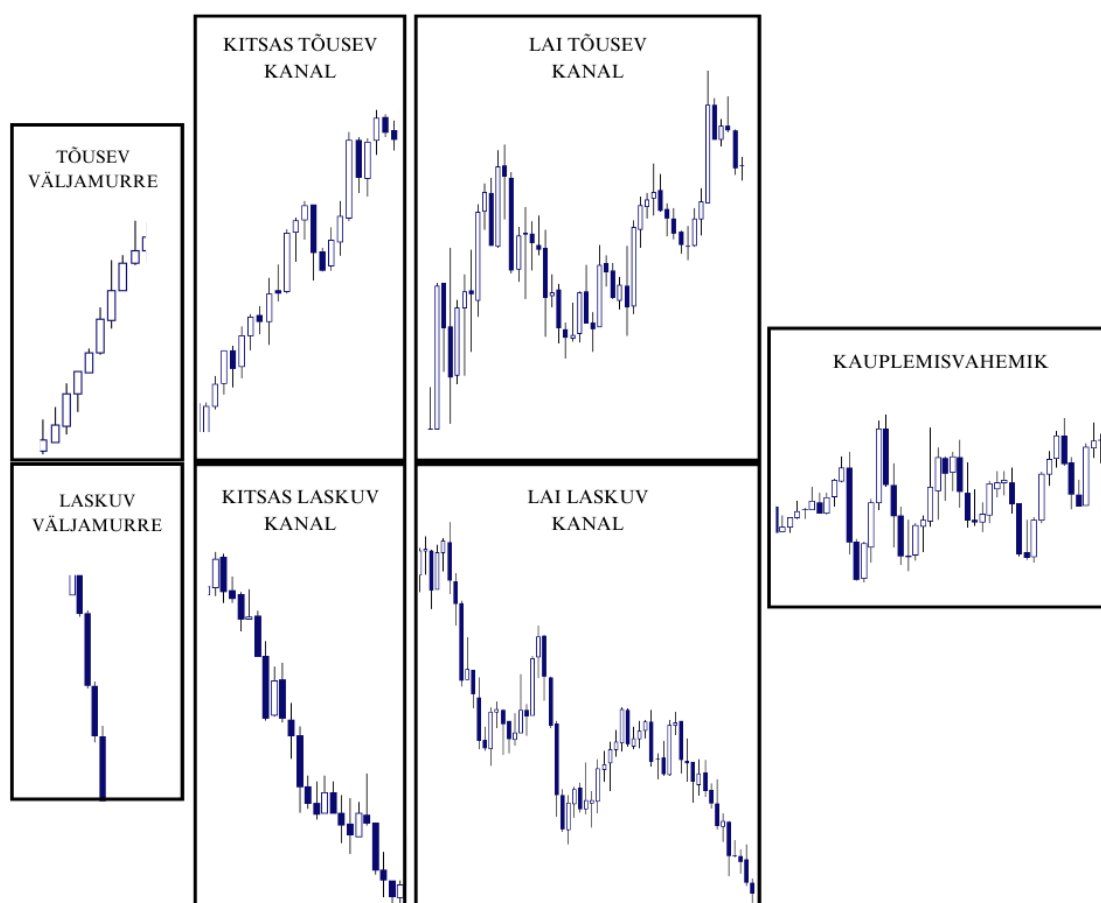 TÕUSEV
VÄLJAMURRE
KITSAS TÕUSEV
KANAL
LAI TÕUSEV
KANAL
KAUPLEMISVAHEMIK
LASKUV
VÄLJAMURRE
KITSAS LASKUV
KANAL
LAI LASKUV
KANAL